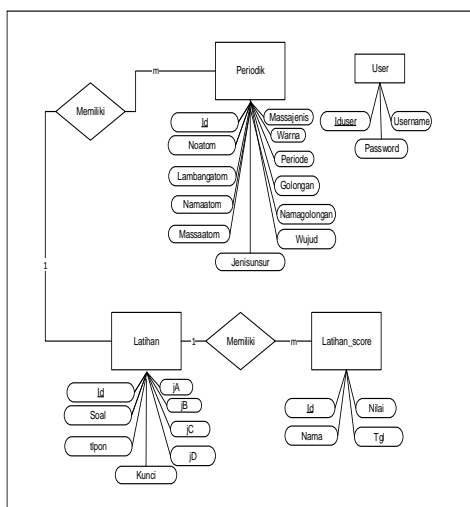 Periodik
User
m
Memiliki
Id
Noatom
Lambangatom
Namaatom
Massaatom
Jenisunsur
Massajenis
Warna
Periode
Golongan
Namagolongan
Wujud
Iduser
Username
Password
1
Latihan
1
Memiliki
m
Latihan_score
Id
Soal
tlpon
Kunci
jA
jB
jC
jD
Id
Nama
Nilai
Tgl